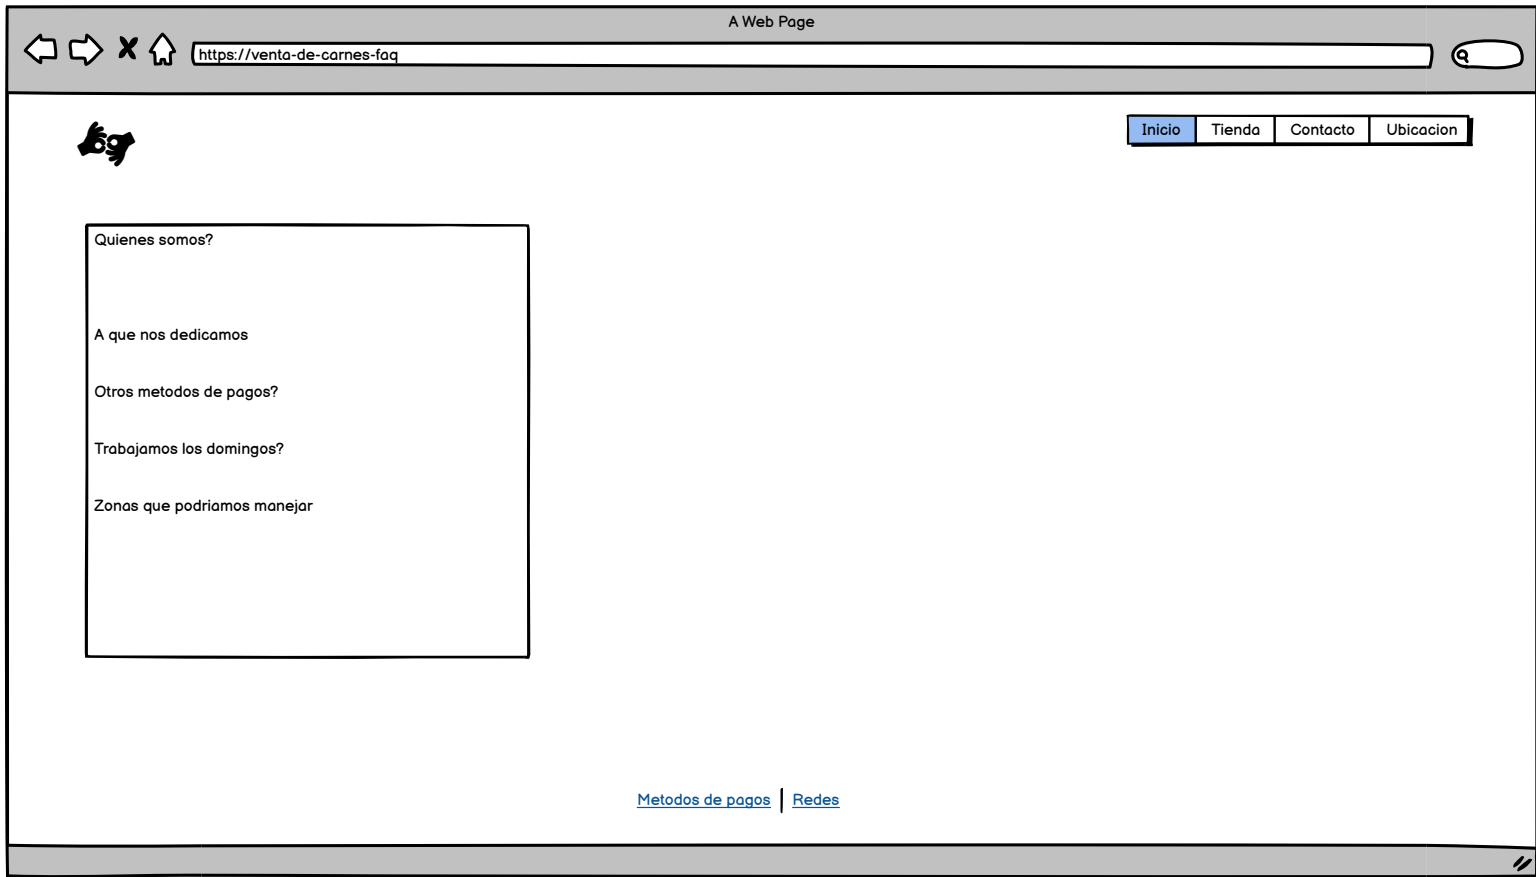 A Web Page
https://venta-de-carnes-faq
Inicio Tienda Contacto Ubicacion
Quienes somos?
A que nos dedicamos
Otros metodos de pagos?
Trabajamos los domingos?
Zonas que podriamos manejar
Metodos de pagos | Redes